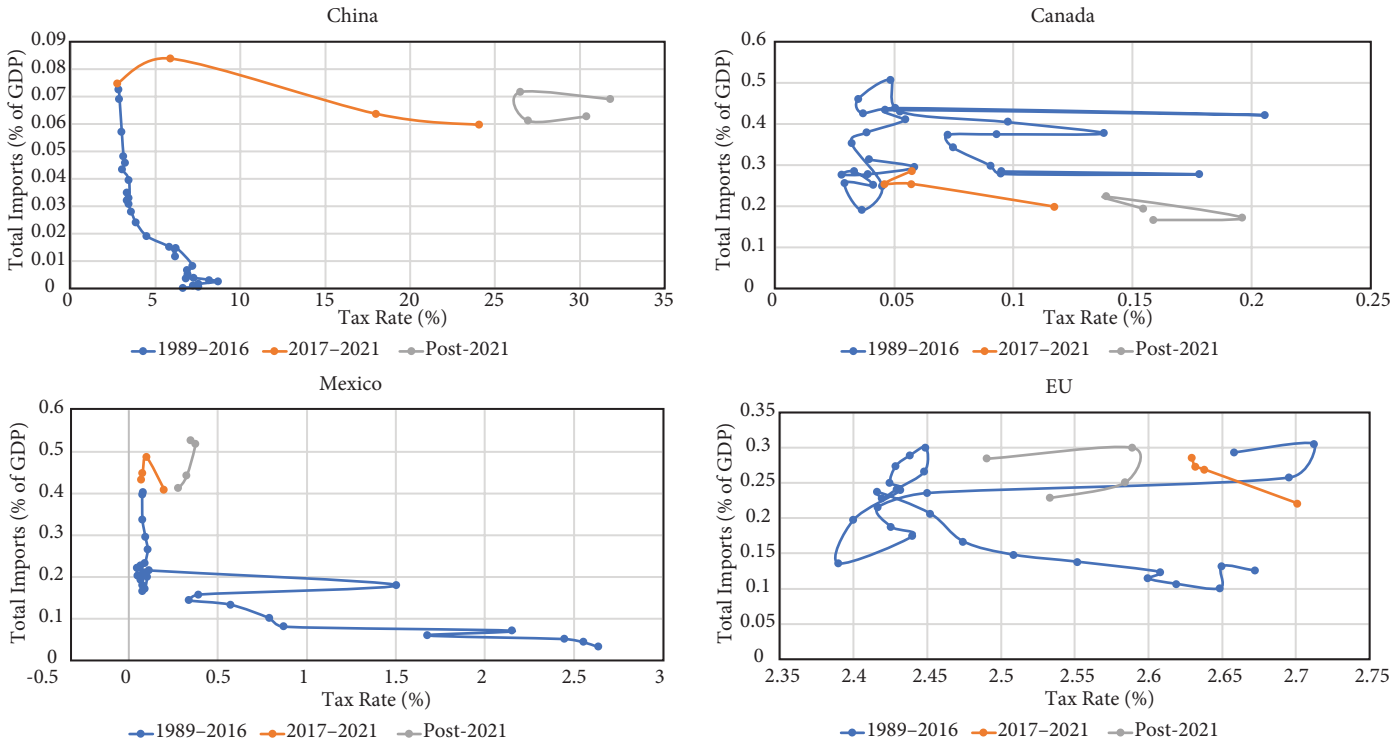 China
Total Imports (% of GDP)
0.09
0.08
0.07
0.06
0.05
0.04
0.03
0.02
0.01
0
0 5 10 15 20 25 30 35
Tax Rate (%)
1989–2016 2017–2021 Post-2021
Canada
Total Imports (% of GDP)
0.6
0.5
0.4
0.3
0.2
0.1
0
0 0.05 0.1 0.15 0.2 0.25
Tax Rate (%)
1989–2016 2017–2021 Post-2021
Mexico
Total Imports (% of GDP)
0.6
0.5
0.4
0.3
0.2
0.1
0
-0.5 0 0.5 1 1.5 2 2.5 3
Tax Rate (%)
1989–2016 2017–2021 Post-2021
EU
Total Imports (% of GDP)
0.35
0.3
0.25
0.2
0.15
0.1
0.05
0
2.35 2.4 2.45 2.5 2.55 2.6 2.65 2.7 2.75
Tax Rate (%)
1989–2016 2017–2021 Post-2021